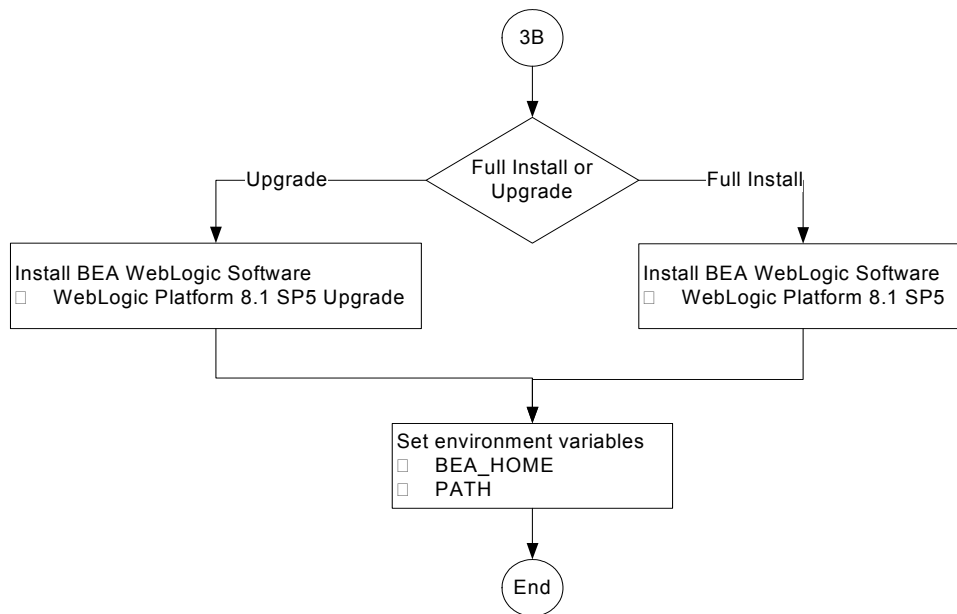 3B
Full Install or
Upgrade
Upgrade
Full Install
Install BEA WebLogic Software
WebLogic Platform 8.1 SP5 Upgrade
Install BEA WebLogic Software
WebLogic Platform 8.1 SP5
Set environment variables
BEA_HOME
PATH
End